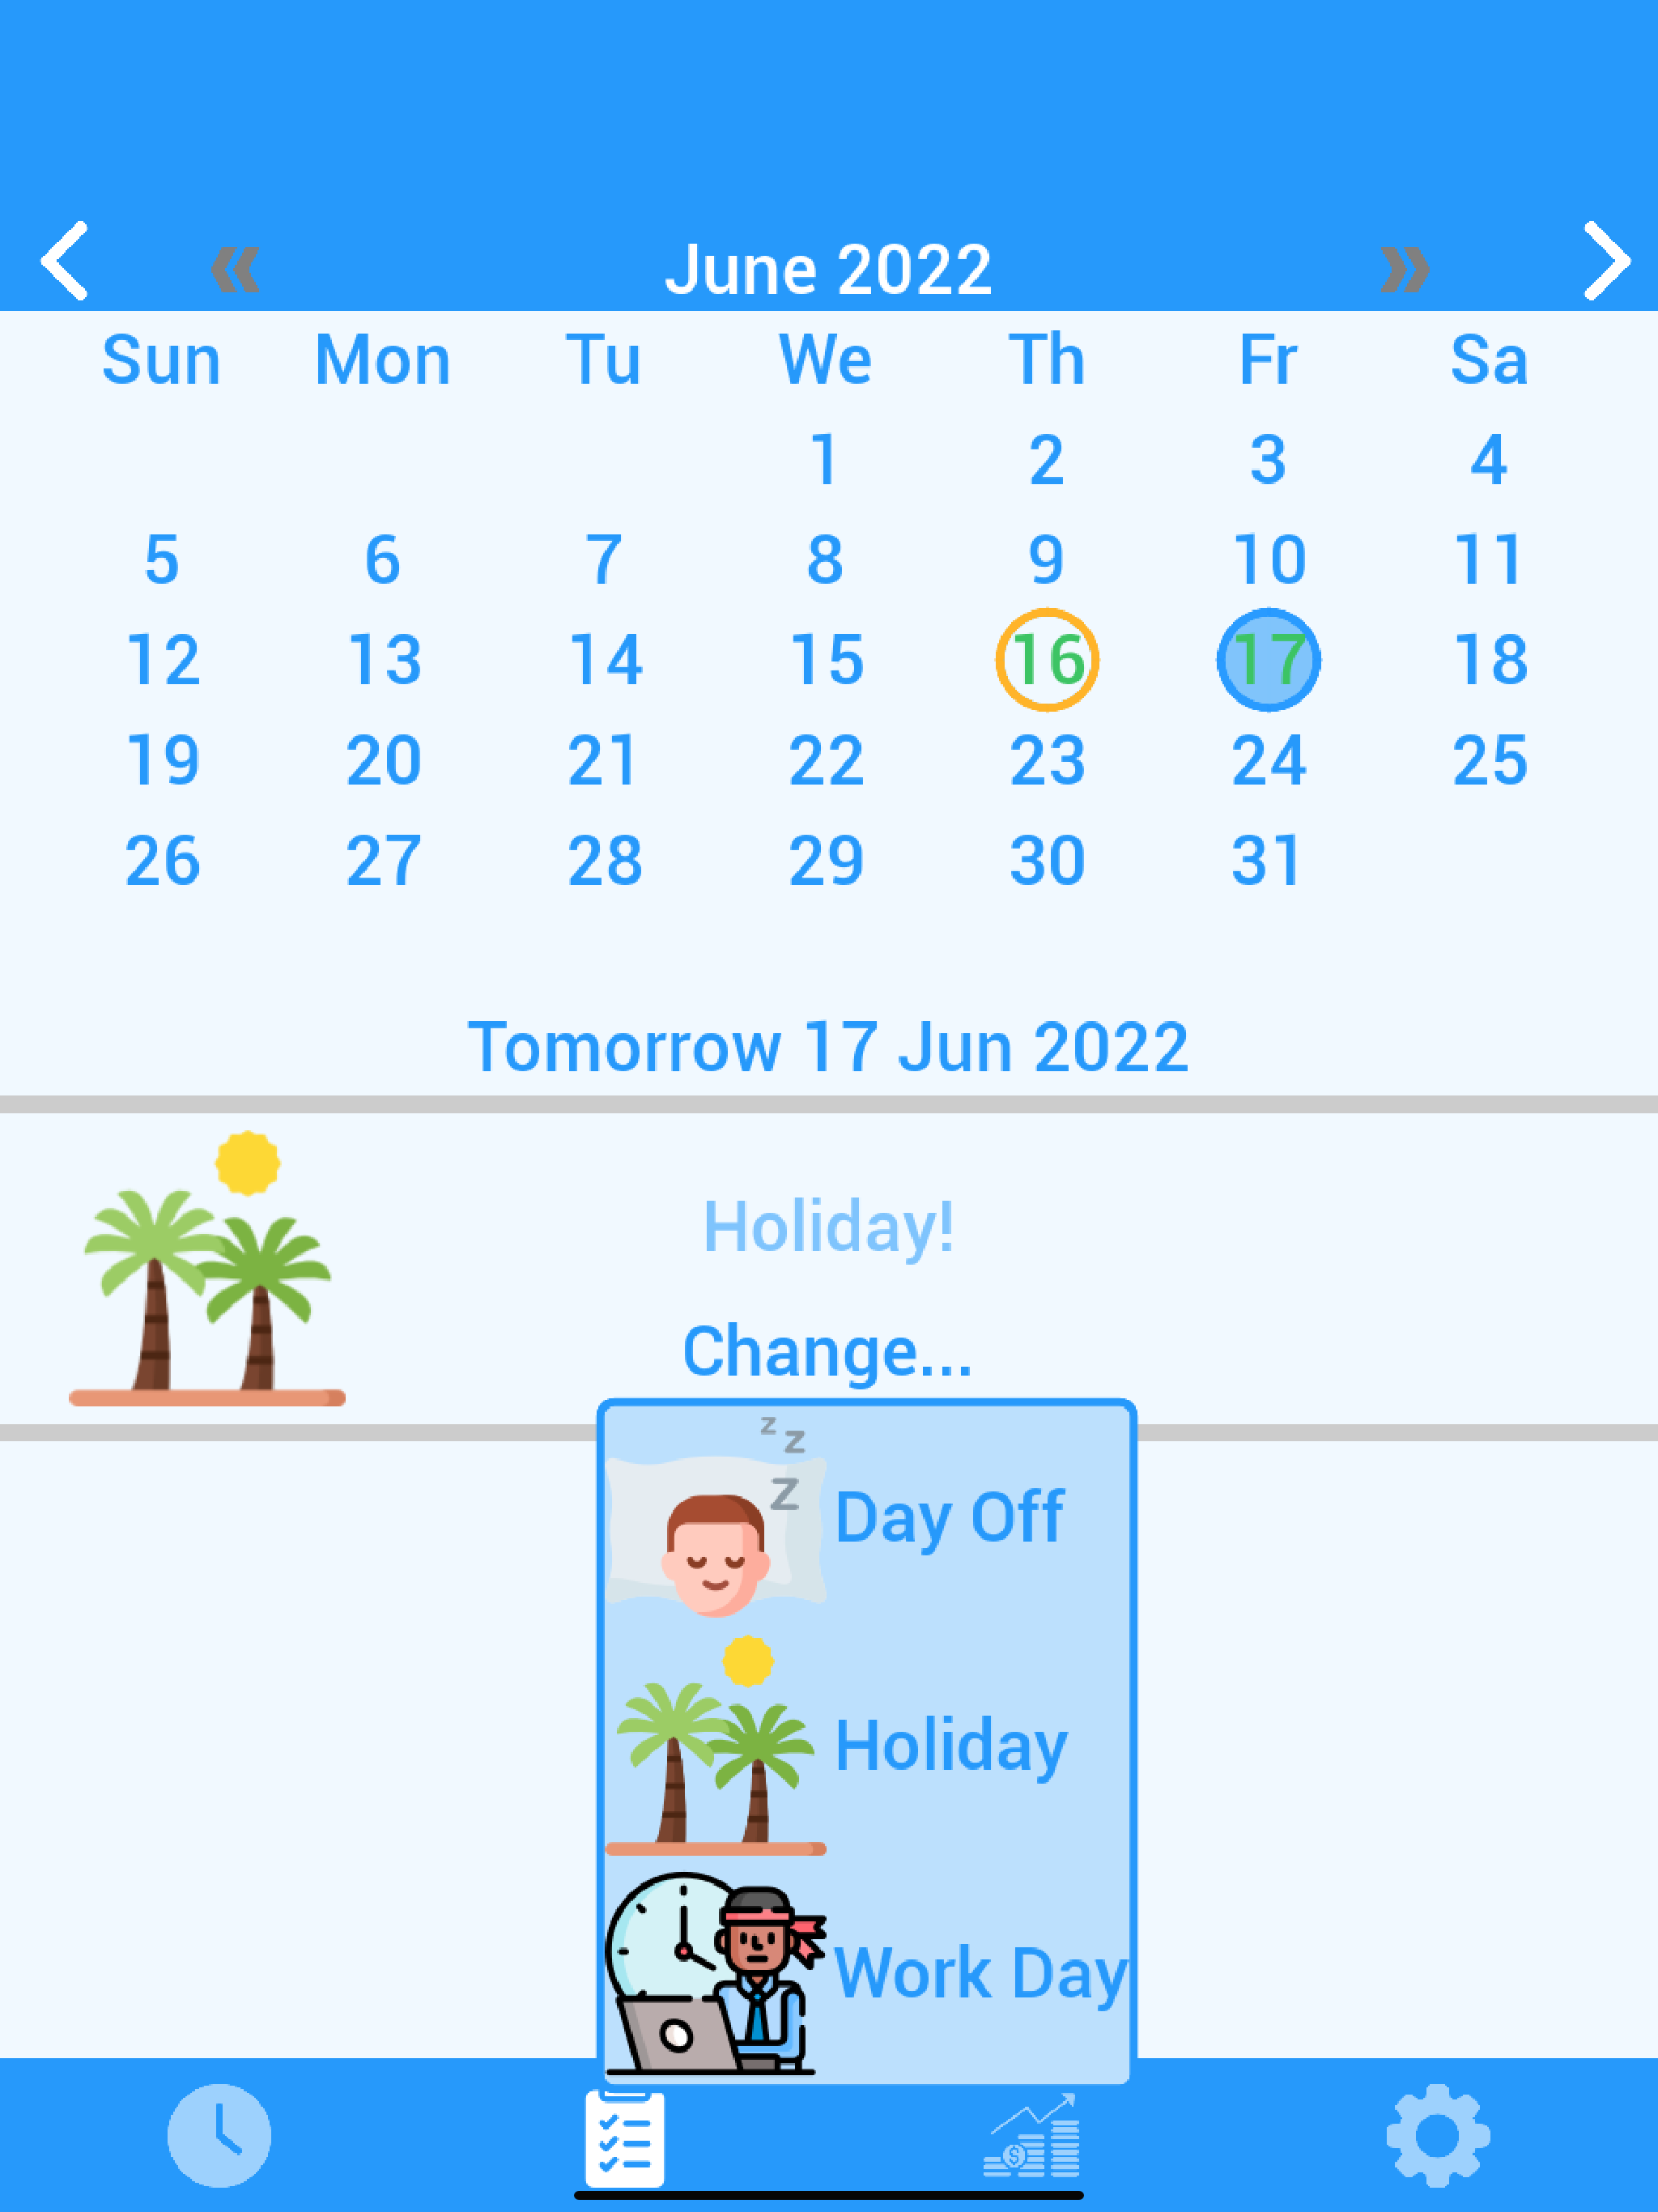 « June 2022 »
Sun Mon Tu We Th Fr Sa
1 2 3 4
5 6 7 8 9 10 11
12 13 14 15 16 17 18
19 20 21 22 23 24 25
26 27 28 29 30 31
Tomorrow 17 Jun 2022
Holiday!
Change...
z z
z
Day Off
Holiday
Work Day
$